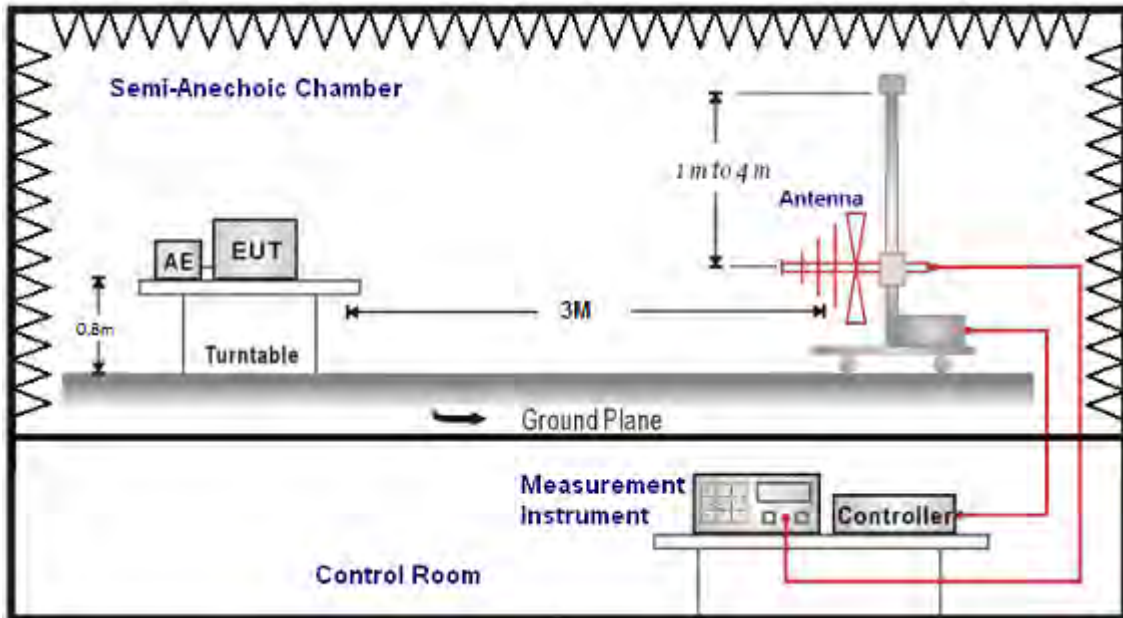 Semi-Anechoic Chamber
1 m to 4 m
Antenna
AE
EUT
3M
0.8m
Turntable
Ground Plane
Measurement
Instrument
Controller
Control Room